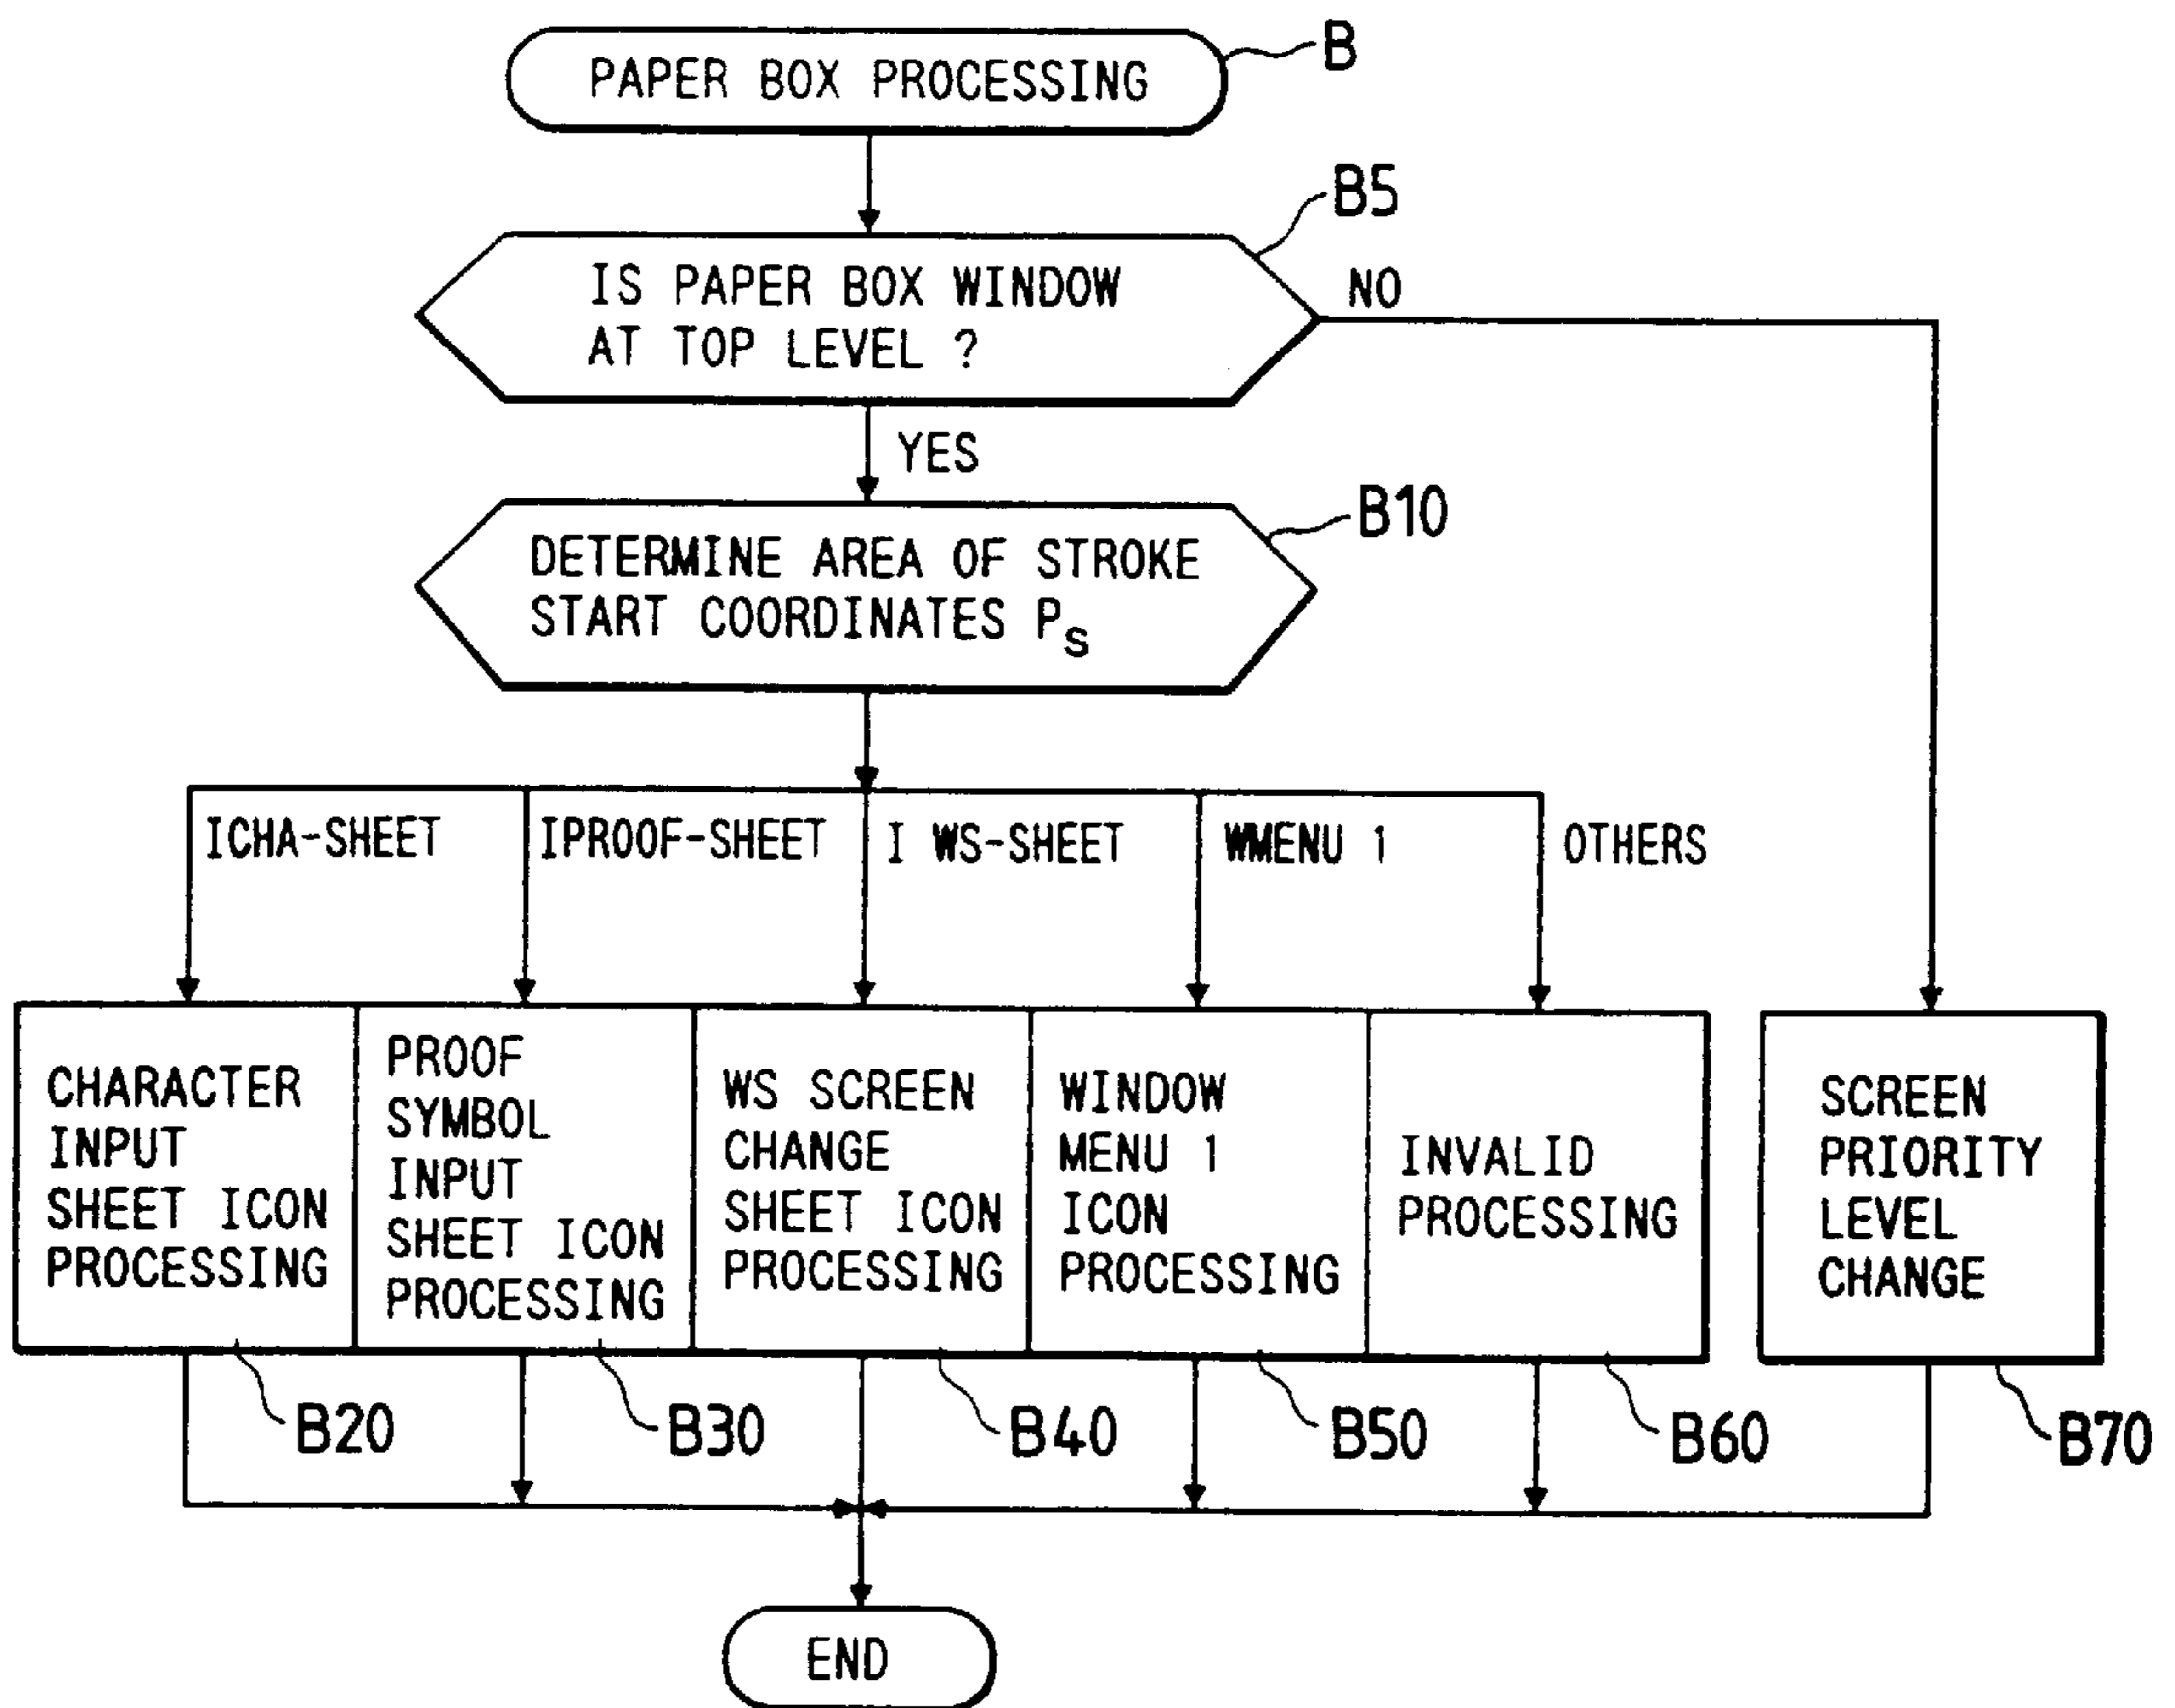 PAPER BOX PROCESSING
B
B5
IS PAPER BOX WINDOW
AT TOP LEVEL ?
NO
YES
B10
DETERMINE AREA OF STROKE
START COORDINATES Ps
ICHA-SHEET
IPROOF-SHEET
I WS-SHEET
WMENU 1
OTHERS
CHARACTER
INPUT
SHEET ICON
PROCESSING
PROOF
SYMBOL
INPUT
SHEET ICON
PROCESSING
WS SCREEN
CHANGE
SHEET ICON
PROCESSING
WINDOW
MENU 1
ICON
PROCESSING
INVALID
PROCESSING
SCREEN
PRIORITY
LEVEL
CHANGE
B20
B30
B40
B50
B60
B70
END